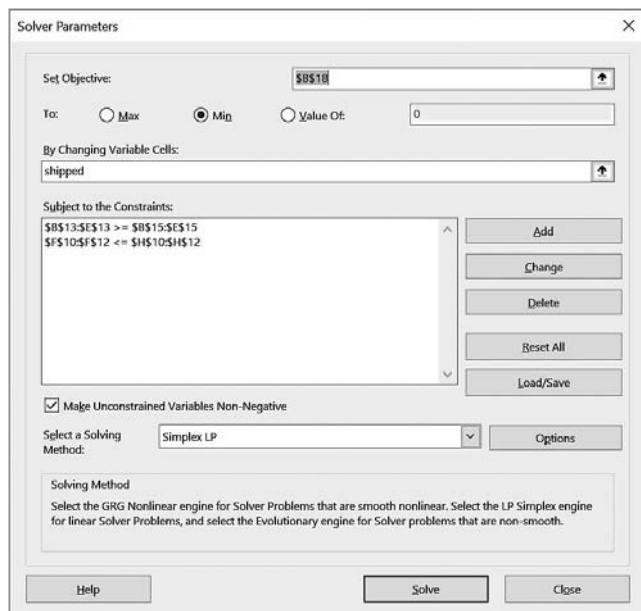 Solver Parameters
Set Objective:
$B$18
To:
Max
Min
Value Of:
0
By Changing Variable Cells:
shipped
Subject to the Constraints:
$B$13:$E$13 >= $B$15:$E$15
$F$10:$F$12 <= $H$10:$H$12
Add
Change
Delete
Reset All
Load/Save
Make Unconstrained Variables Non-Negative
Select a Solving
Method:
Simplex LP
Options
Solving Method
Select the GRG Nonlinear engine for Solver Problems that are smooth nonlinear. Select the LP Simplex engine
for linear Solver Problems, and select the Evolutionary engine for Solver problems that are non-smooth.
Help
Solve
Close